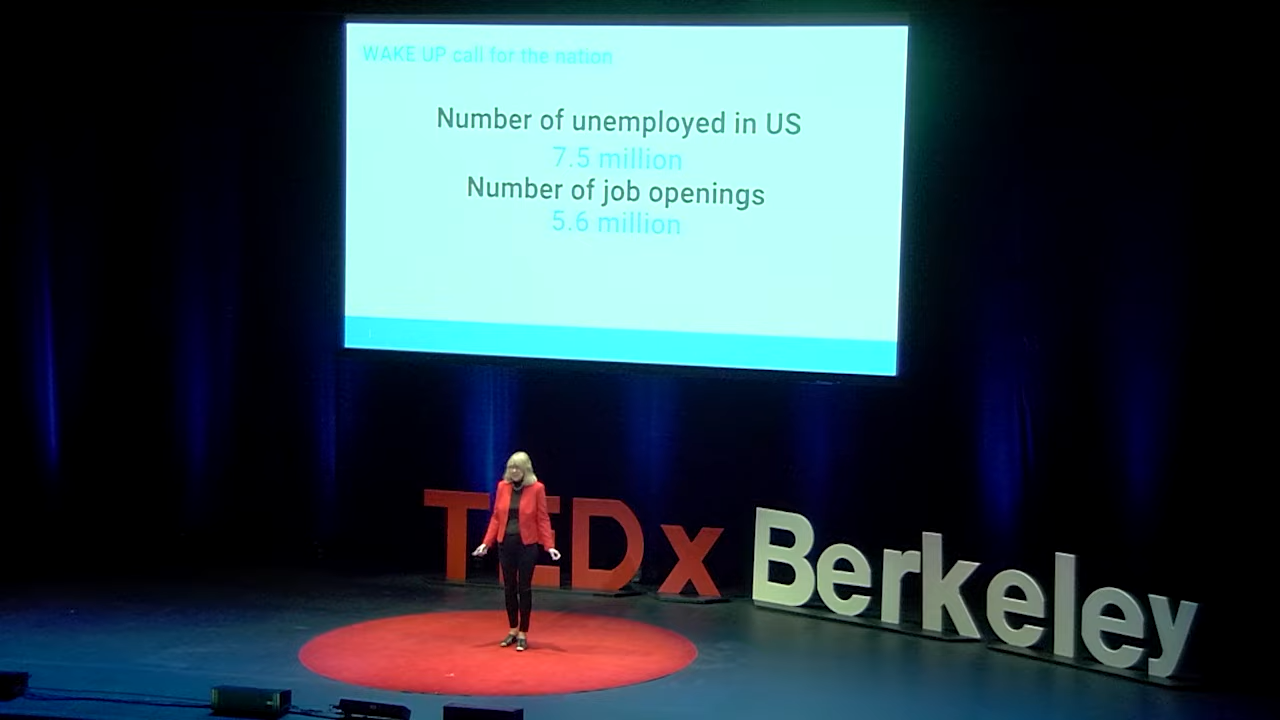 WAKE UP call for the nation
Number of unemployed in US
7.5 million
Number of job openings
5.6 million
TEDx Berkeley